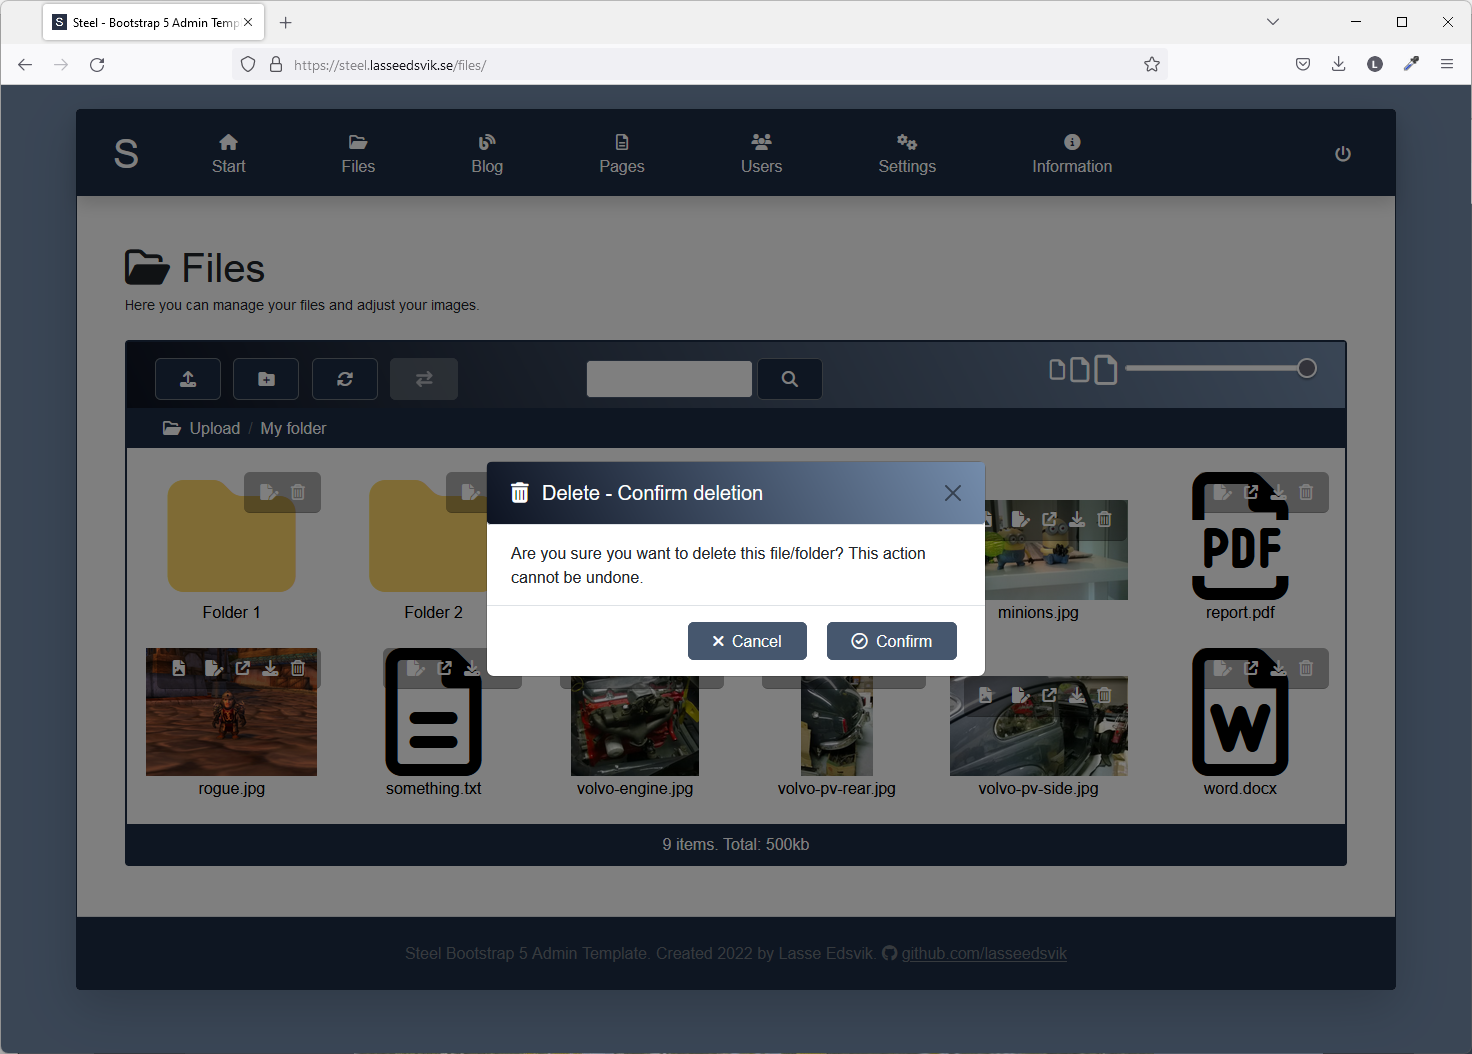 S Steel - Bootstrap 5 Admin Temp
https://steel.lasseedsvik.se/files/
L
S
Start
Files
Blog
Pages
Users
Settings
Information
Files
Here you can manage your files and adjust your images.
Upload / My folder
Delete - Confirm deletion
Are you sure you want to delete this file/folder? This action
cannot be undone.
Cancel
Confirm
PDF
Folder 1
Folder 2
minions.jpg
report.pdf
W
rogue.jpg
something.txt
volvo-engine.jpg
volvo-pv-rear.jpg
volvo-pv-side.jpg
word.docx
9 items. Total: 500kb
Steel Bootstrap 5 Admin Template. Created 2022 by Lasse Edsvik. github.com/lasseedsvik